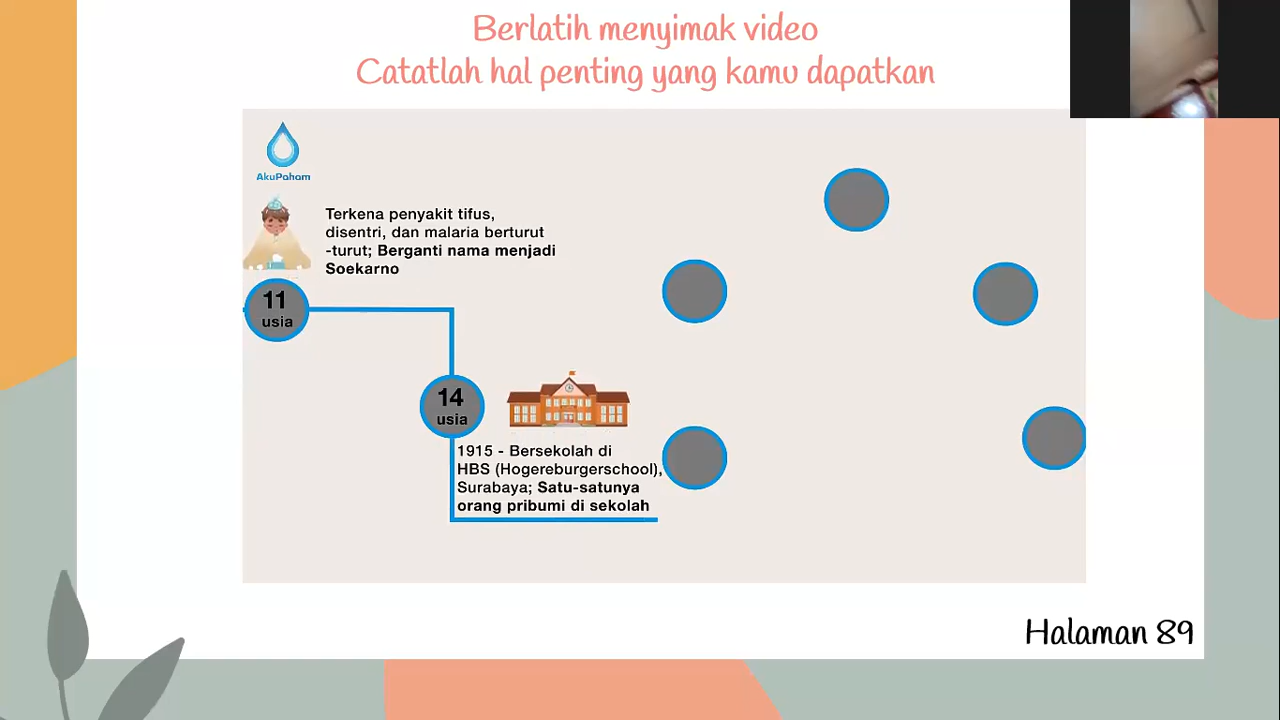 Berlatih menyimak video
Catatlah hal penting yang kamu dapatkan
AkuPaham
Terkena penyakit tifus,
disentri, dan malaria berturut
-turut; Berganti nama menjadi
Soekarno
11
usia
14
usia
1915 - Bersekolah di
HBS (Hogereburgerschool),
Surabaya; Satu-satunya
orang pribumi di sekolah
Halaman 89